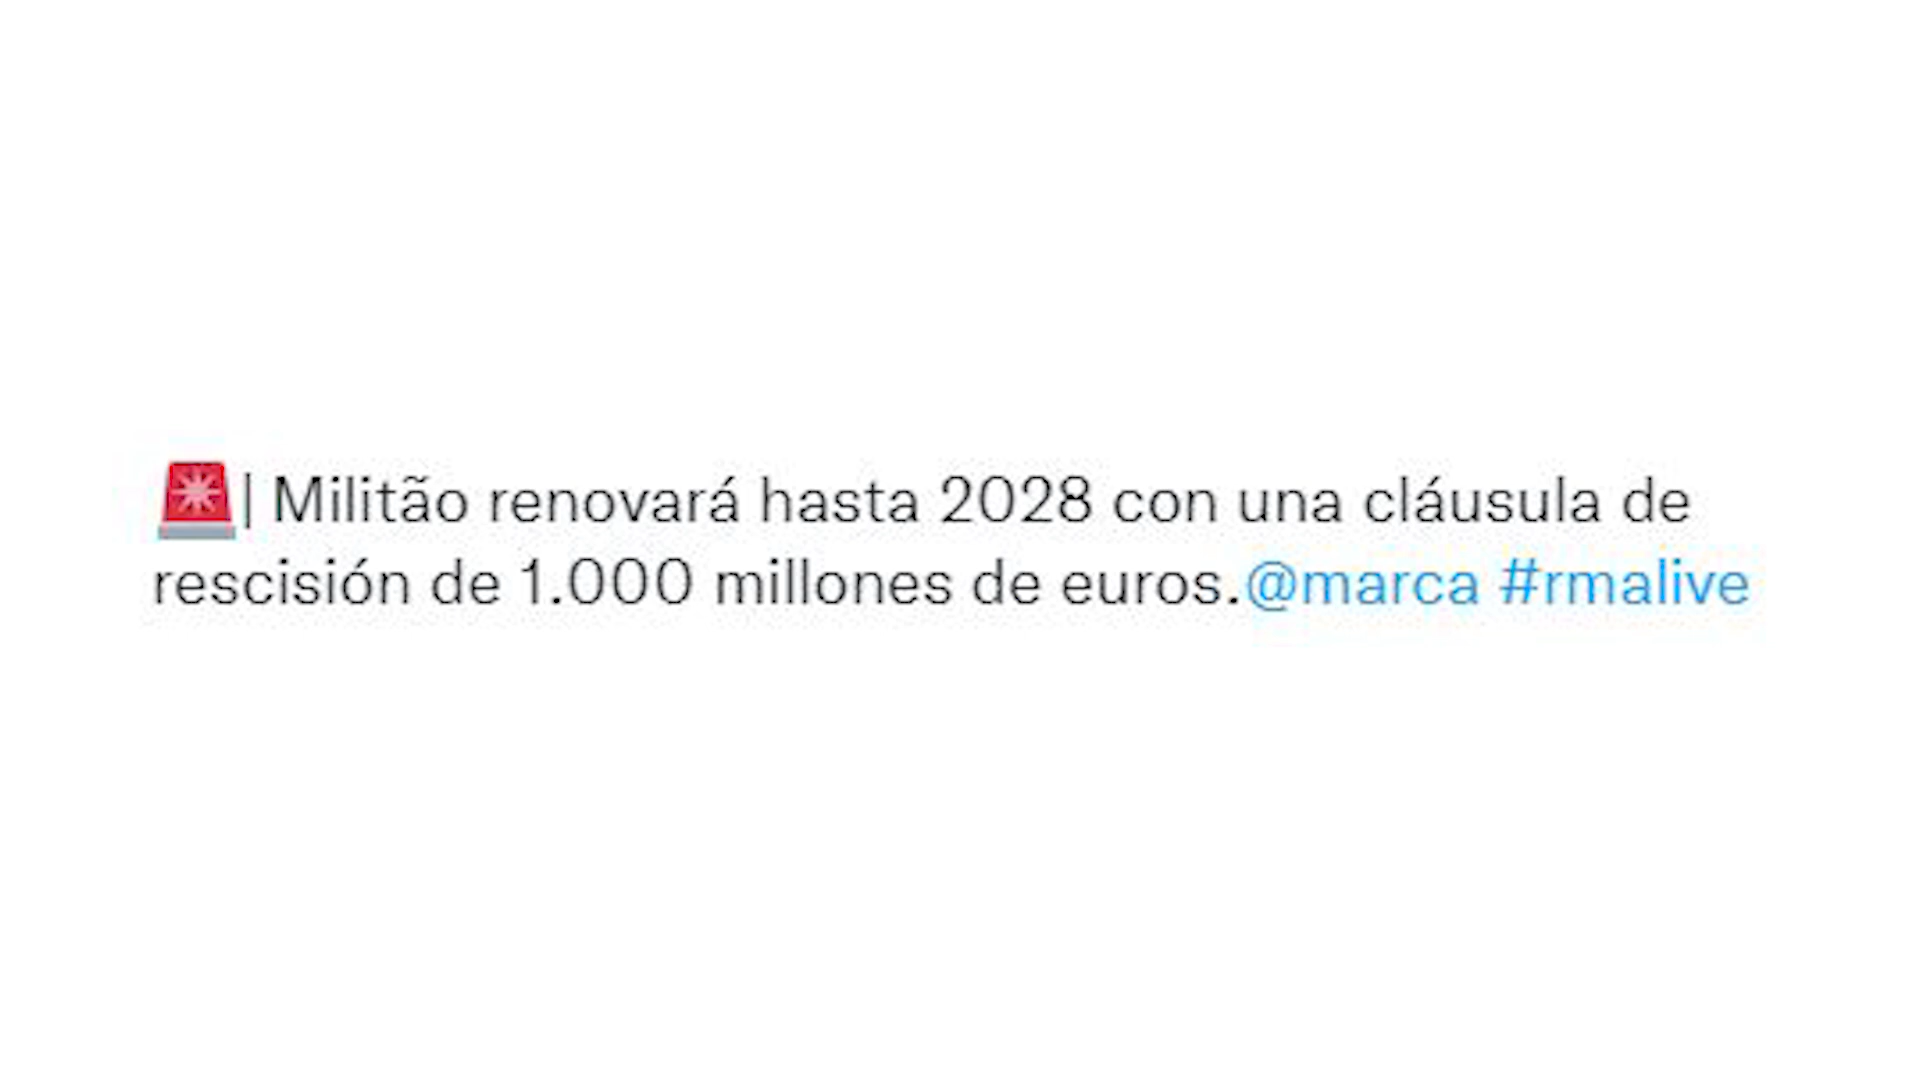 🚨| Militão renovará hasta 2028 con una cláusula de
rescisión de 1.000 millones de euros.@marca #rmalive